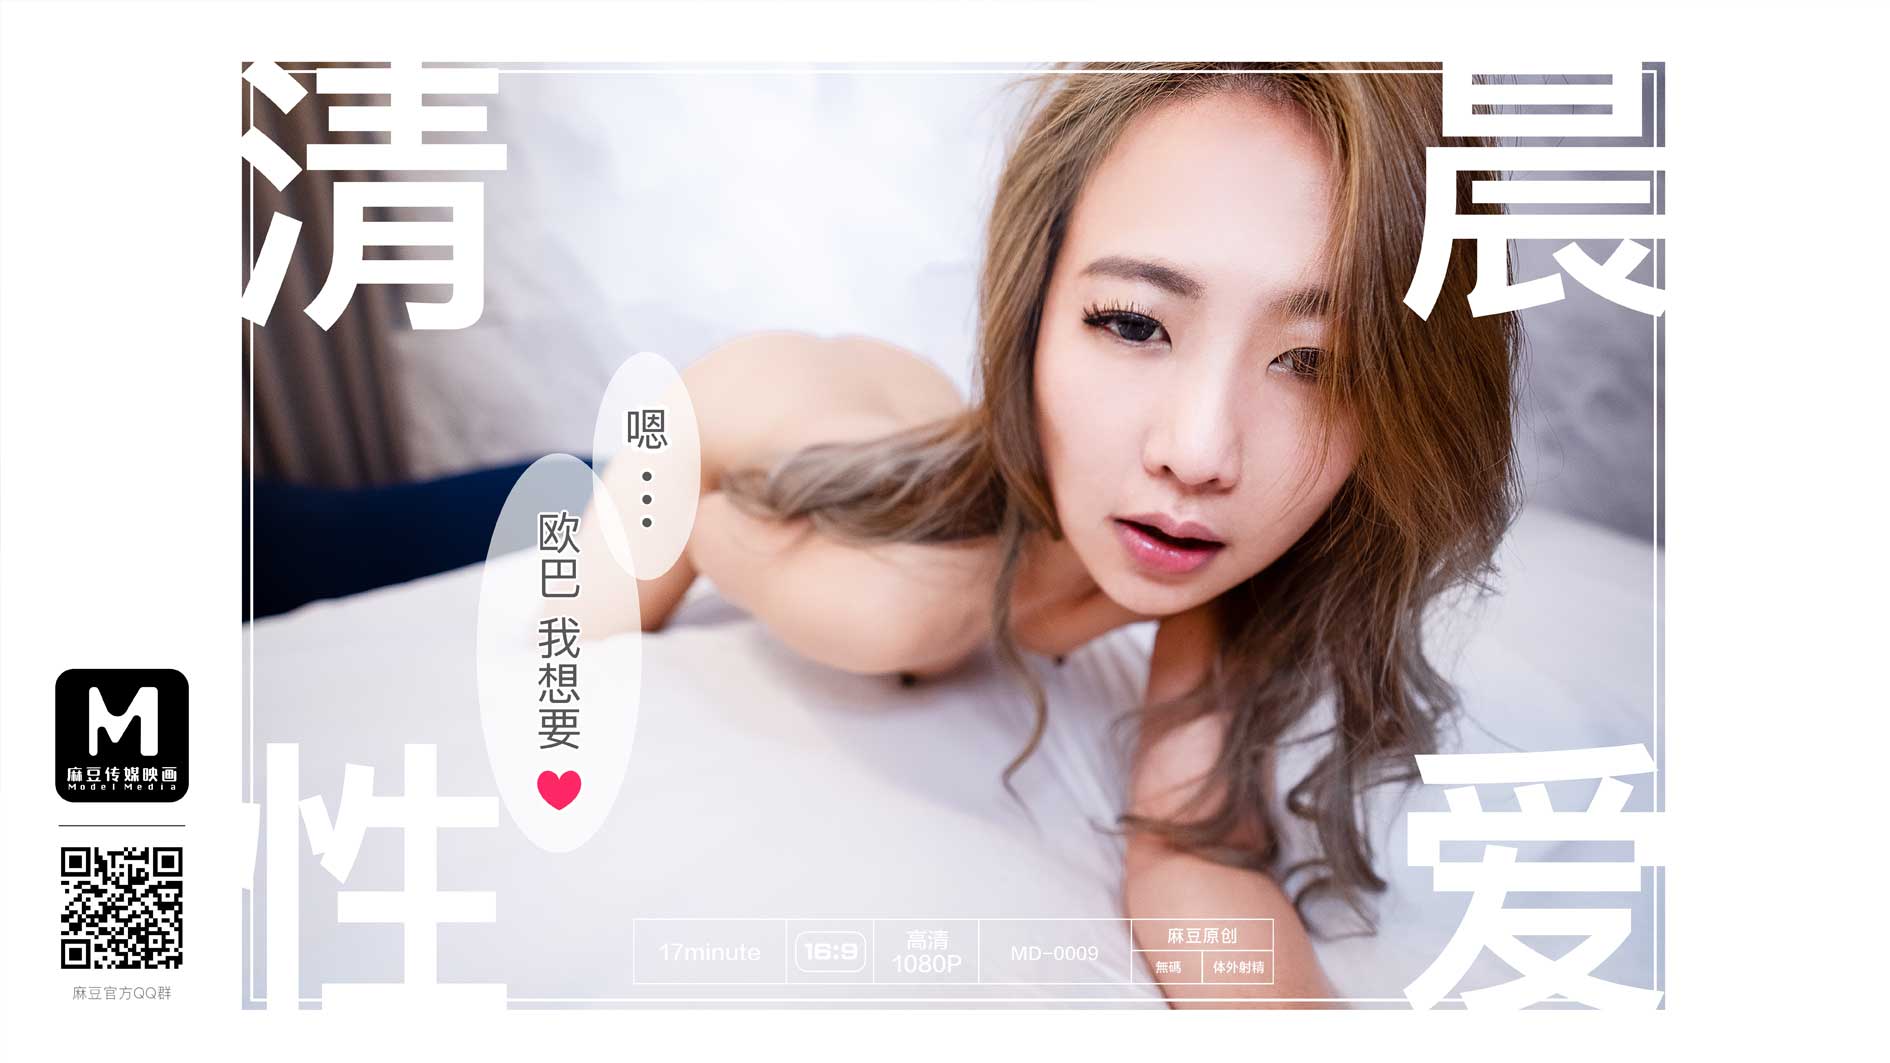 清晨
性爱
嗯...
欧巴 我想要
M
麻豆传媒映画
Model Media
麻豆官方QQ群
17minute
16:9
高清
1080P
MD-0009
麻豆原创
無碼
体外射精